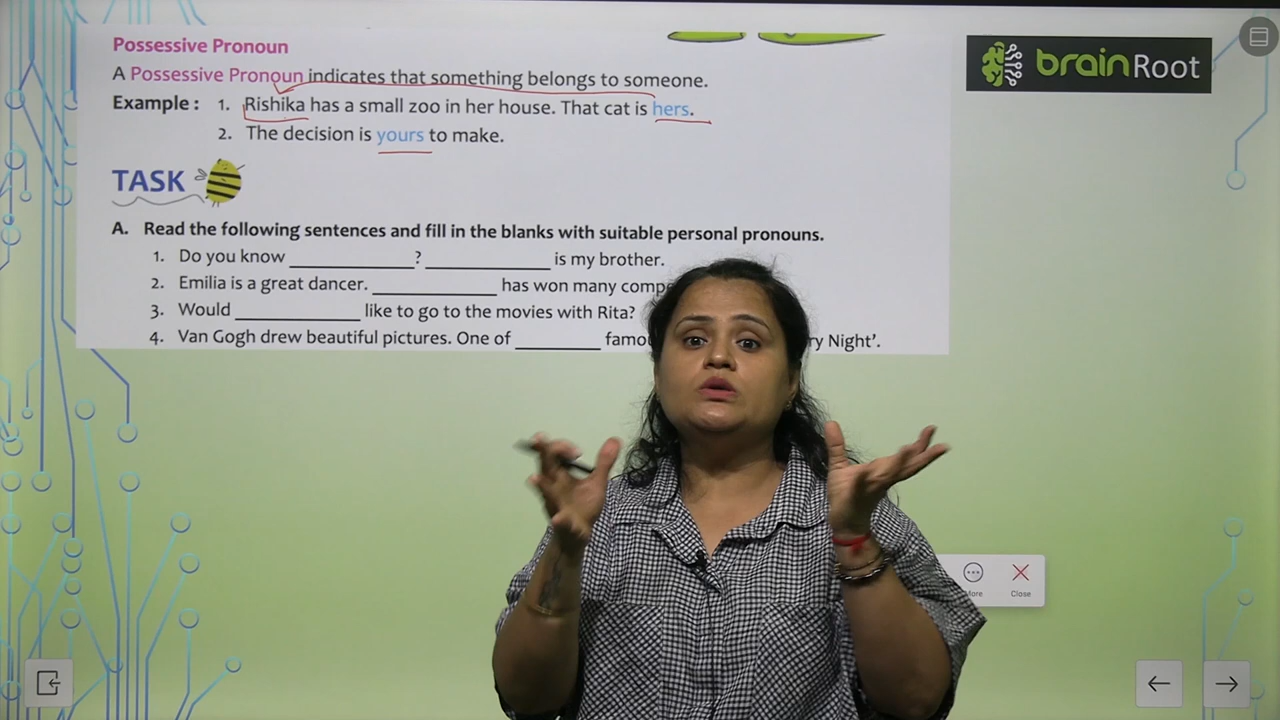 Possessive Pronoun
A Possessive Pronoun indicates that something belongs to someone.
Example : 1. Rishika has a small zoo in her house. That cat is hers.
2. The decision is yours to make.
TASK
A. Read the following sentences and fill in the blanks with suitable personal pronouns.
1. Do you know ____________? ____________ is my brother.
2. Emilia is a great dancer. ____________ has won many
3. Would ____________ like to go to the movies with Rita?
4. Van Gogh drew beautiful pictures. One of ________ Night'.
brainRoot
Close